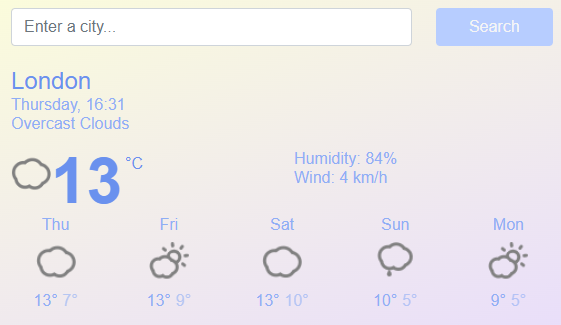 Enter a city... Search
London
Thursday, 16:31
Overcast Clouds
13 °C
Humidity: 84%
Wind: 4 km/h
Thu Fri Sat Sun Mon
13° 7° 13° 9° 13° 10° 10° 5° 9° 5°